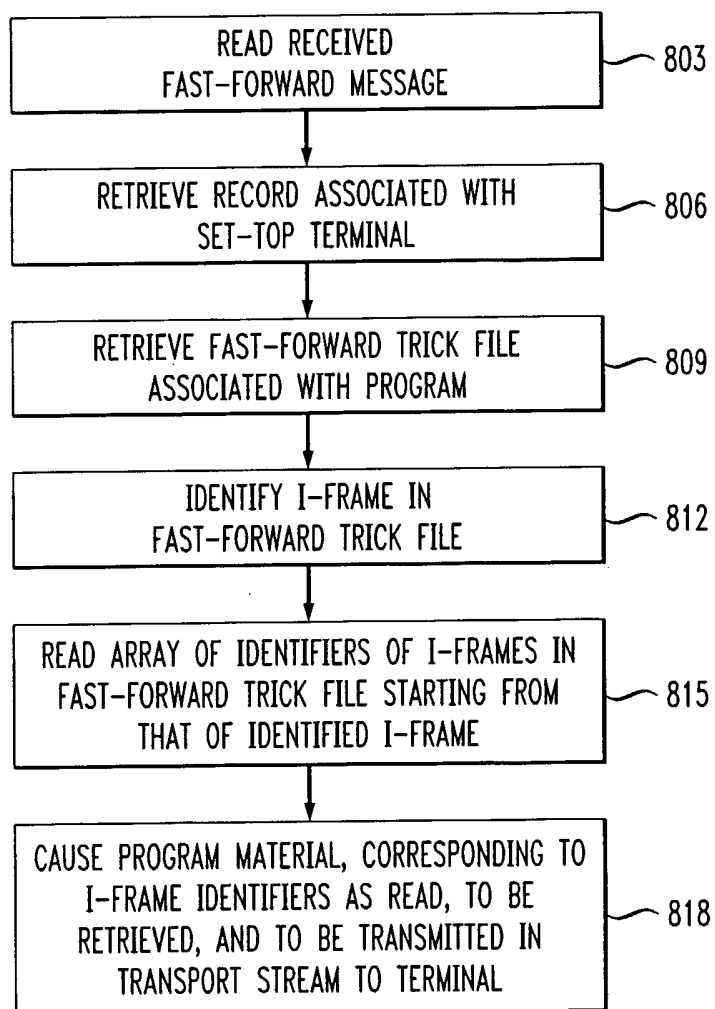 READ RECEIVED
FAST-FORWARD MESSAGE
803
RETRIEVE RECORD ASSOCIATED WITH
SET-TOP TERMINAL
806
RETRIEVE FAST-FORWARD TRICK FILE
ASSOCIATED WITH PROGRAM
809
IDENTIFY I-FRAME IN
FAST-FORWARD TRICK FILE
812
READ ARRAY OF IDENTIFIERS OF I-FRAMES IN
FAST-FORWARD TRICK FILE STARTING FROM
THAT OF IDENTIFIED I-FRAME
815
CAUSE PROGRAM MATERIAL, CORRESPONDING TO
I-FRAME IDENTIFIERS AS READ, TO BE
RETRIEVED, AND TO BE TRANSMITTED IN
TRANSPORT STREAM TO TERMINAL
818